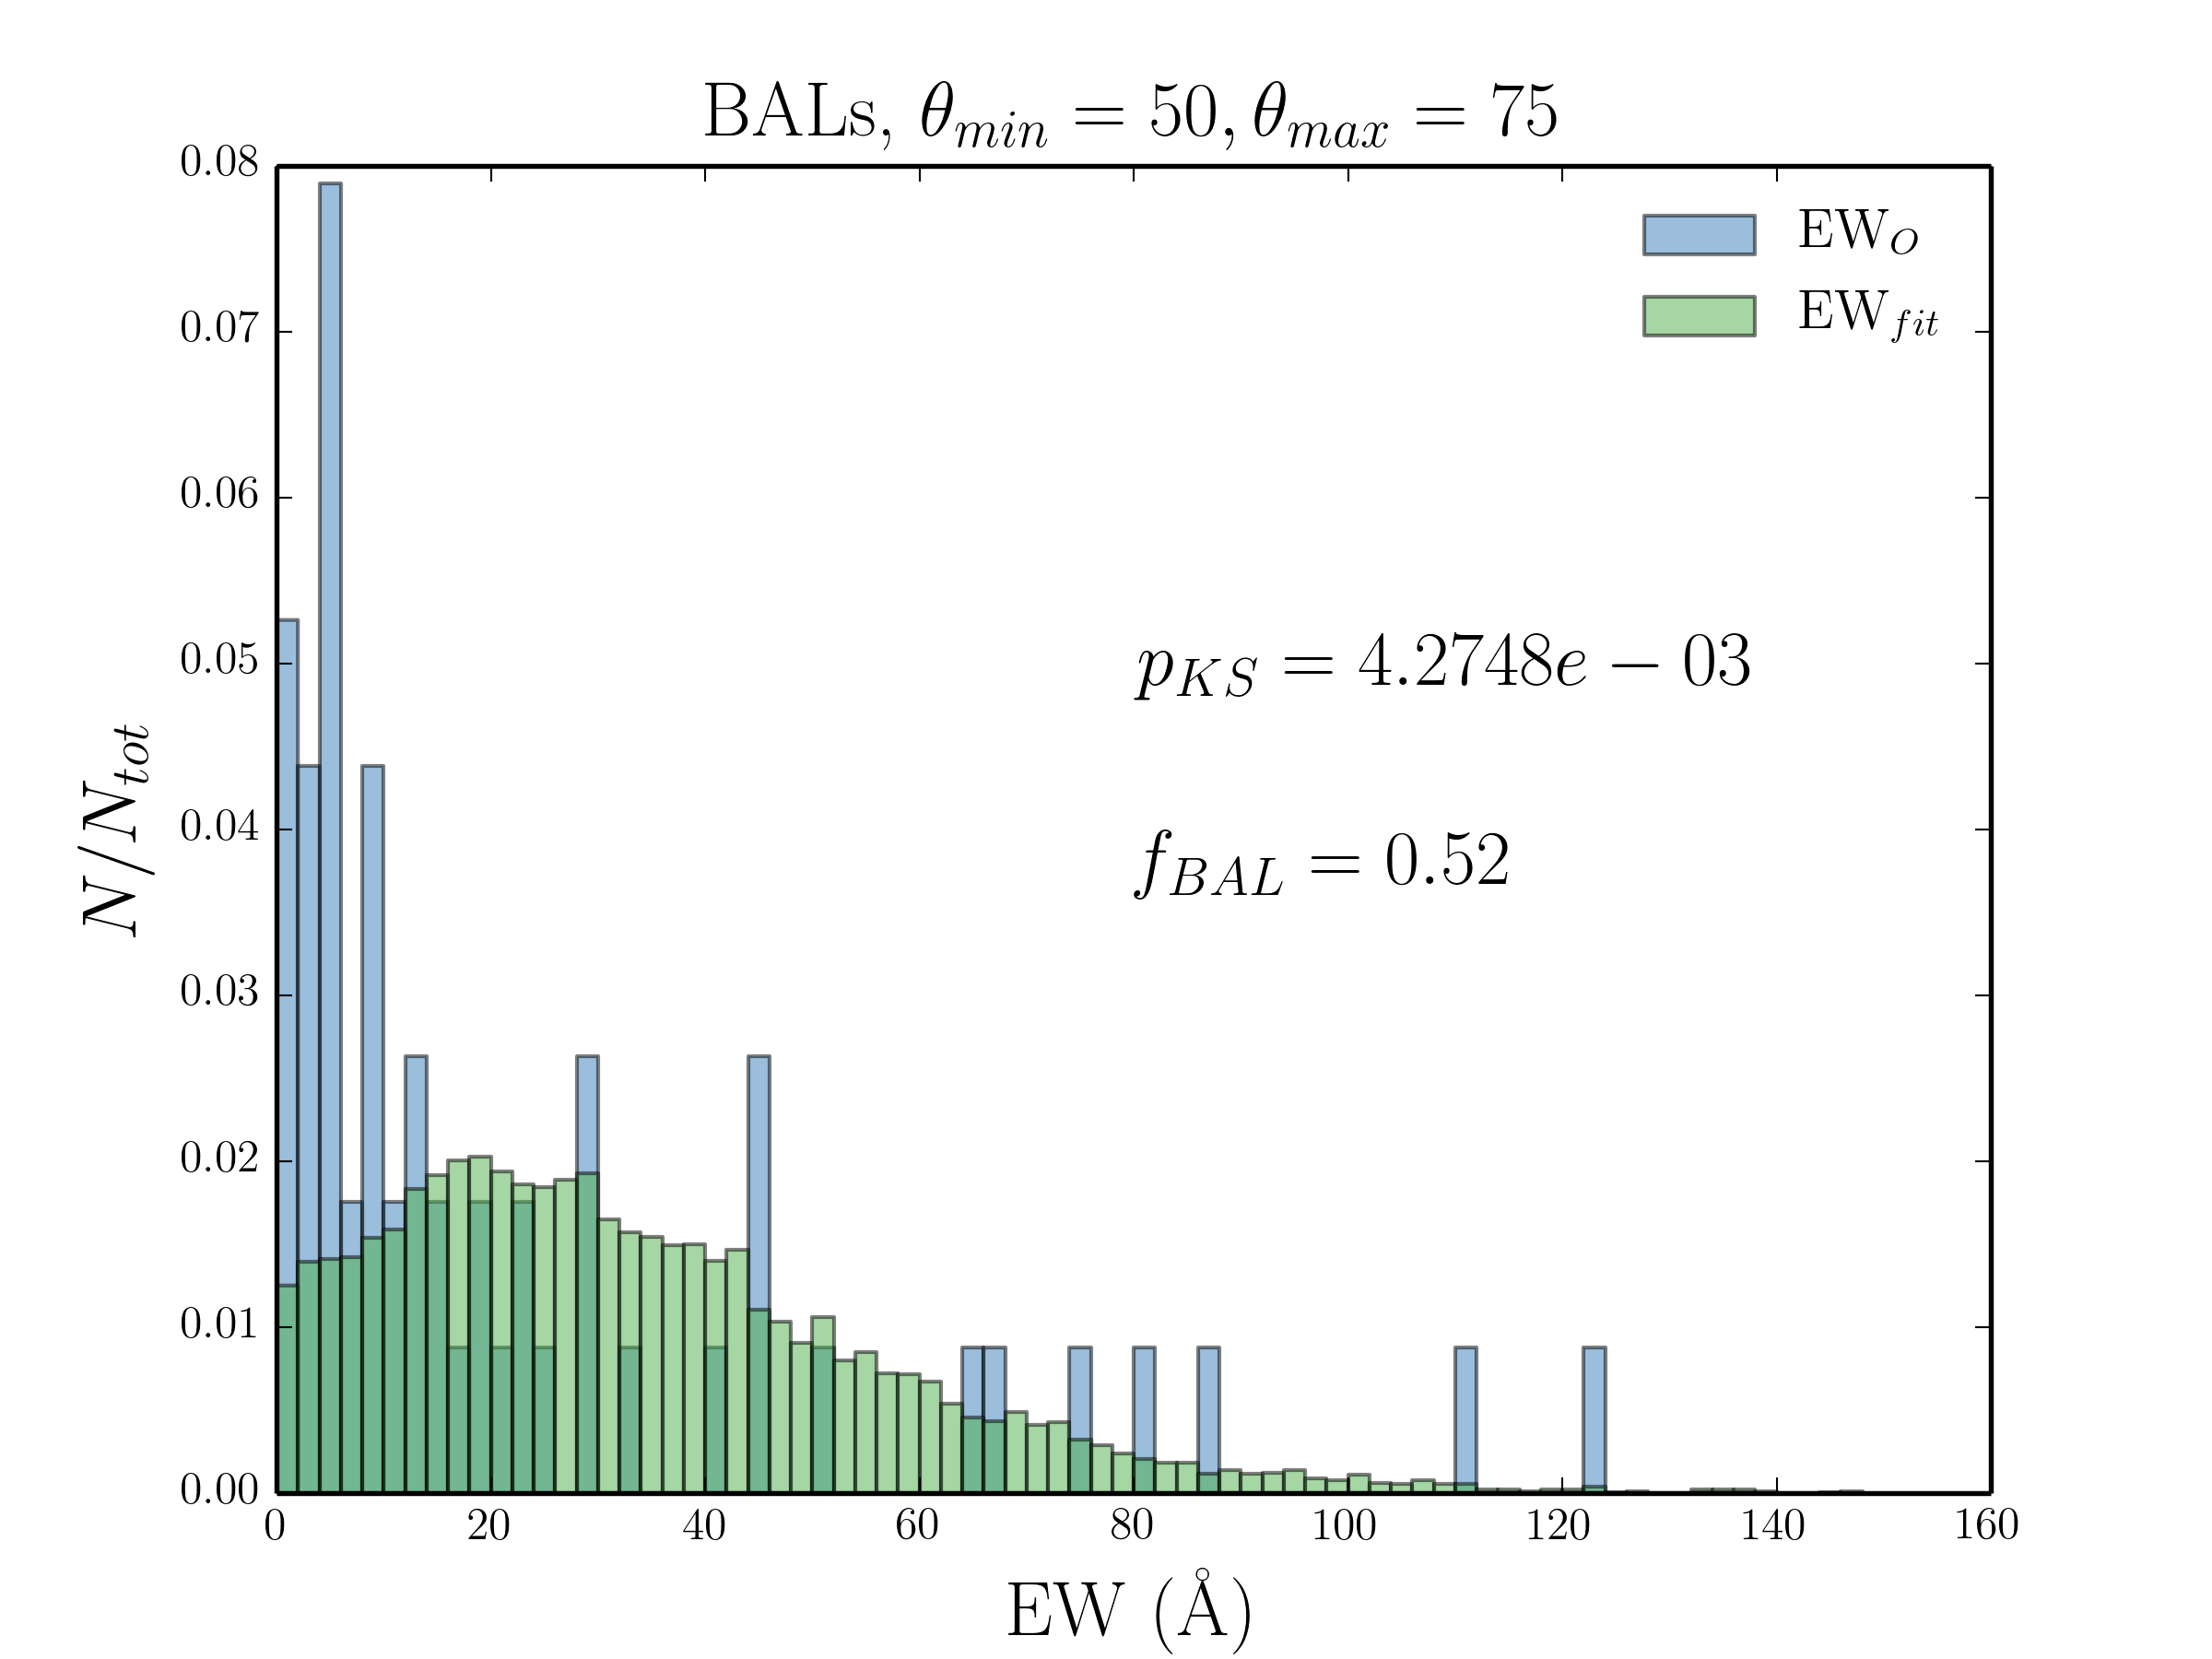 BALs, θ_min = 50, θ_max = 75
0.08
0.07
0.06
0.05
0.04
0.03
0.02
0.01
0.00
N/N_tot
EW_O
EW_fit
p_KS = 4.2748e − 03
f_BAL = 0.52
0 20 40 60 80 100 120 140 160
EW (Å)